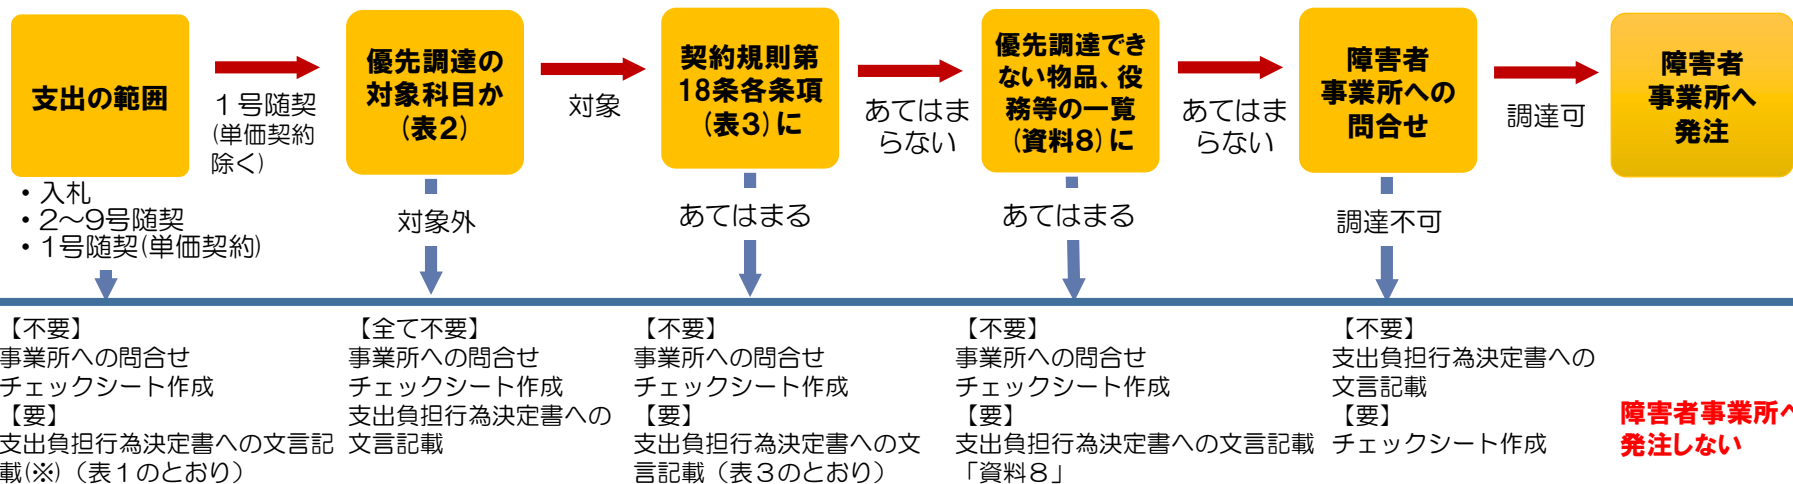 支出の範囲
１号随契
(単価契約
除く)
優先調達の
対象科目か
(表２)
対象
契約規則第
18条各条項
(表３)に
あてはま
らない
優先調達でき
ない物品、役
務等の一覧
(資料８)に
あてはま
らない
障害者
事業所への
問合せ
調達可
障害者
事業所へ
発注
・入札
・２～９号随契
・１号随契(単価契約)
対象外
あてはまる
あてはまる
調達不可
【不要】
事業所への問合せ
チェックシート作成
【要】
支出負担行為決定書への文言記
載(※)（表１のとおり）
【全て不要】
事業所への問合せ
チェックシート作成
支出負担行為決定書への
文言記載
【不要】
事業所への問合せ
チェックシート作成
【要】
支出負担行為決定書への文
言記載（表３のとおり）
【不要】
事業所への問合せ
チェックシート作成
【要】
支出負担行為決定書への文言記載
「資料８」
【不要】
支出負担行為決定書への
文言記載
【要】
チェックシート作成
障害者事業所へ
発注しない